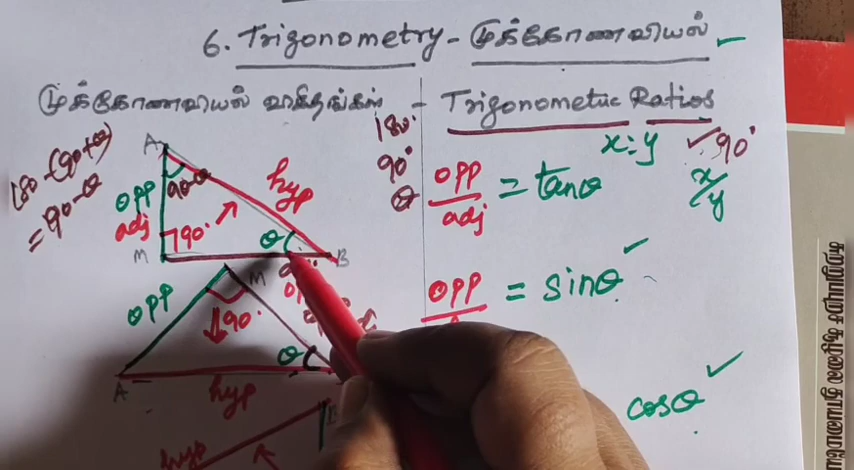 6. Trigonometry - முக்கோணவியல்
முக்கோணவியல் விகிதங்கள் - Trigonometric Ratios
180°
90°
θ
x:y
90°
x/y
opp/adj = tanθ
opp = sinθ
cosθ
180-(90+θ)
= 90-θ
A
90-θ
opp
adj
hyp
90°
θ
M
B
opp
M
90°
θ
A
hyp
B
hyp